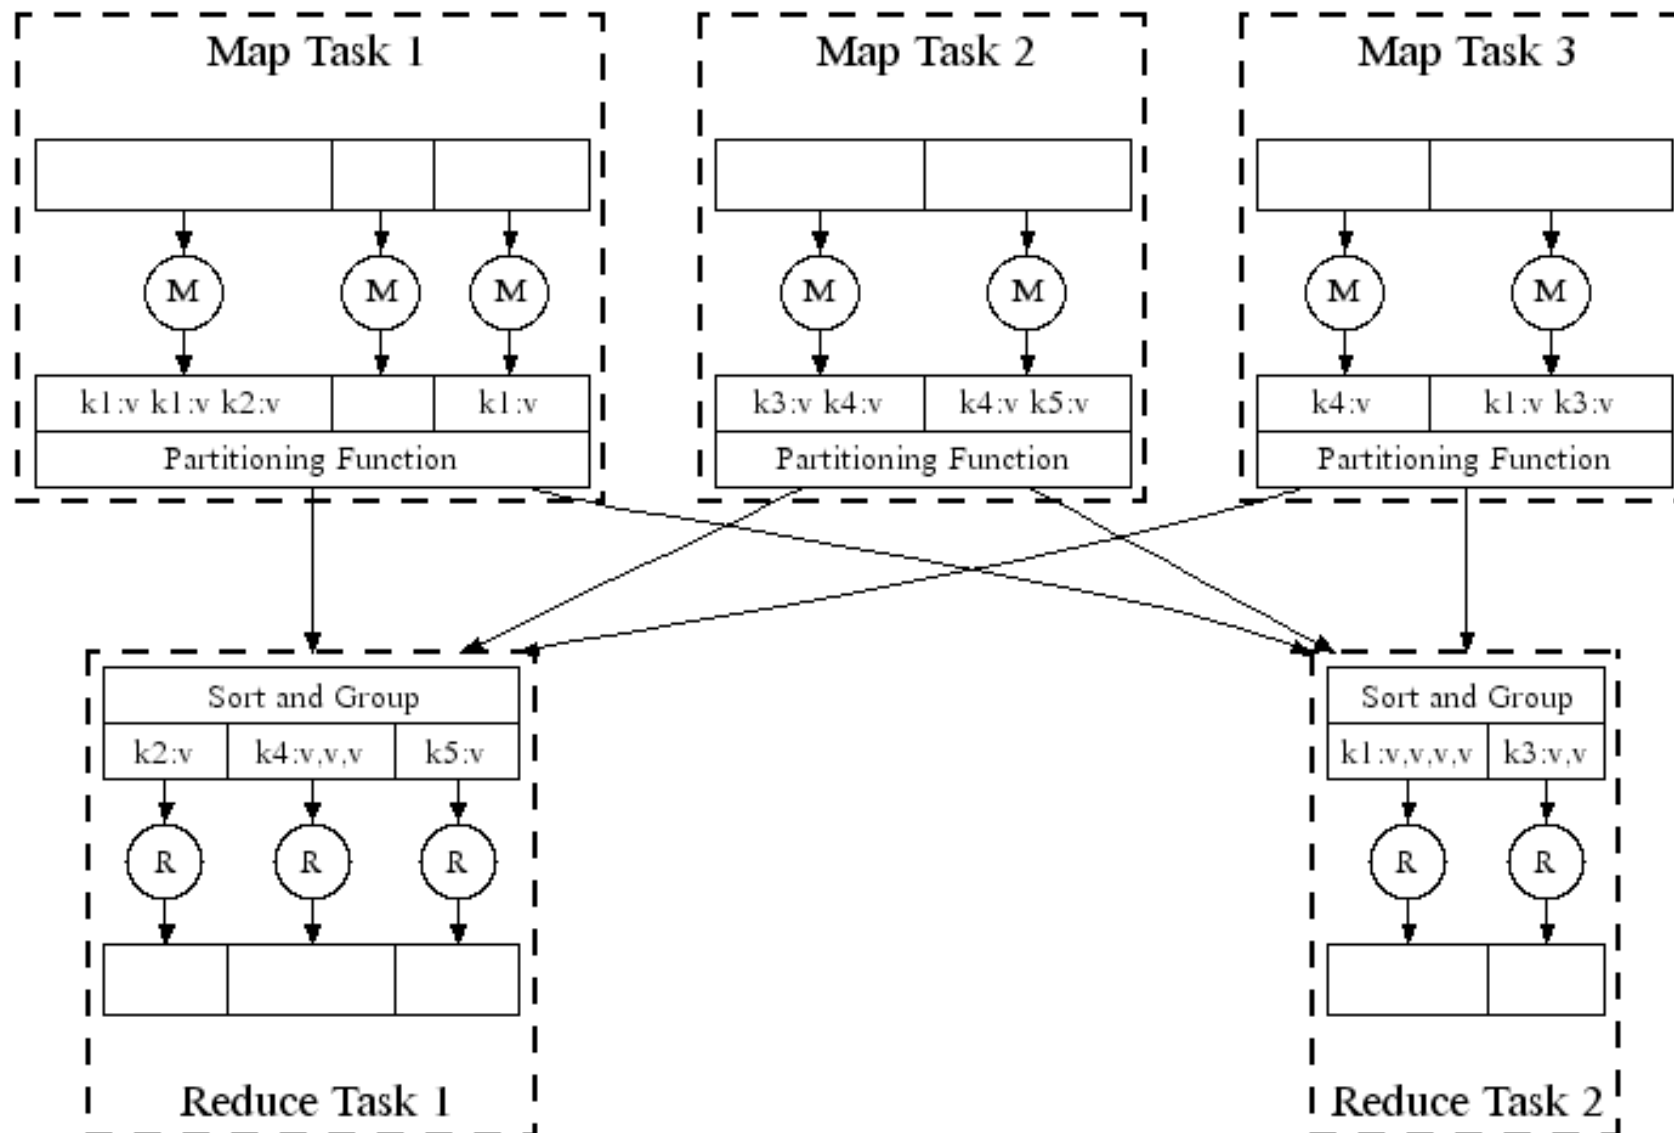 Map Task 1
Map Task 2
Map Task 3
M
M
M
M
M
M
M
k1:v k1:v k2:v
k1:v
k3:v k4:v
k4:v k5:v
k4:v
k1:v k3:v
Partitioning Function
Partitioning Function
Partitioning Function
Sort and Group
Sort and Group
k2:v
k4:v,v,v
k5:v
k1:v,v,v,v
k3:v,v
R
R
R
R
R
Reduce Task 1
Reduce Task 2